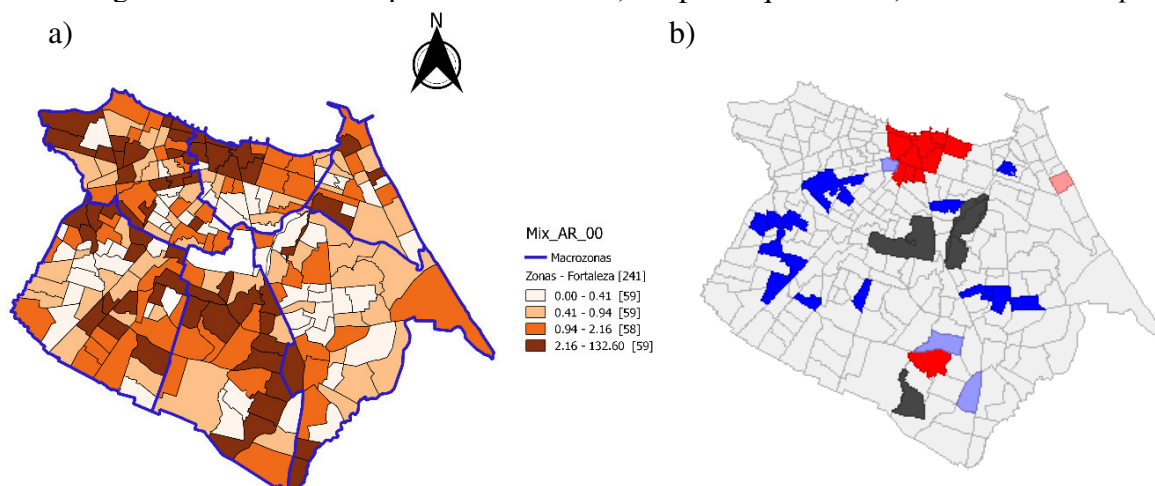 a)
N
b)
Mix_AR_00
Macrozonas
Zonas - Fortaleza [241]
0.00 - 0.41 [59]
0.41 - 0.94 [59]
0.94 - 2.16 [58]
2.16 - 132.60 [59]